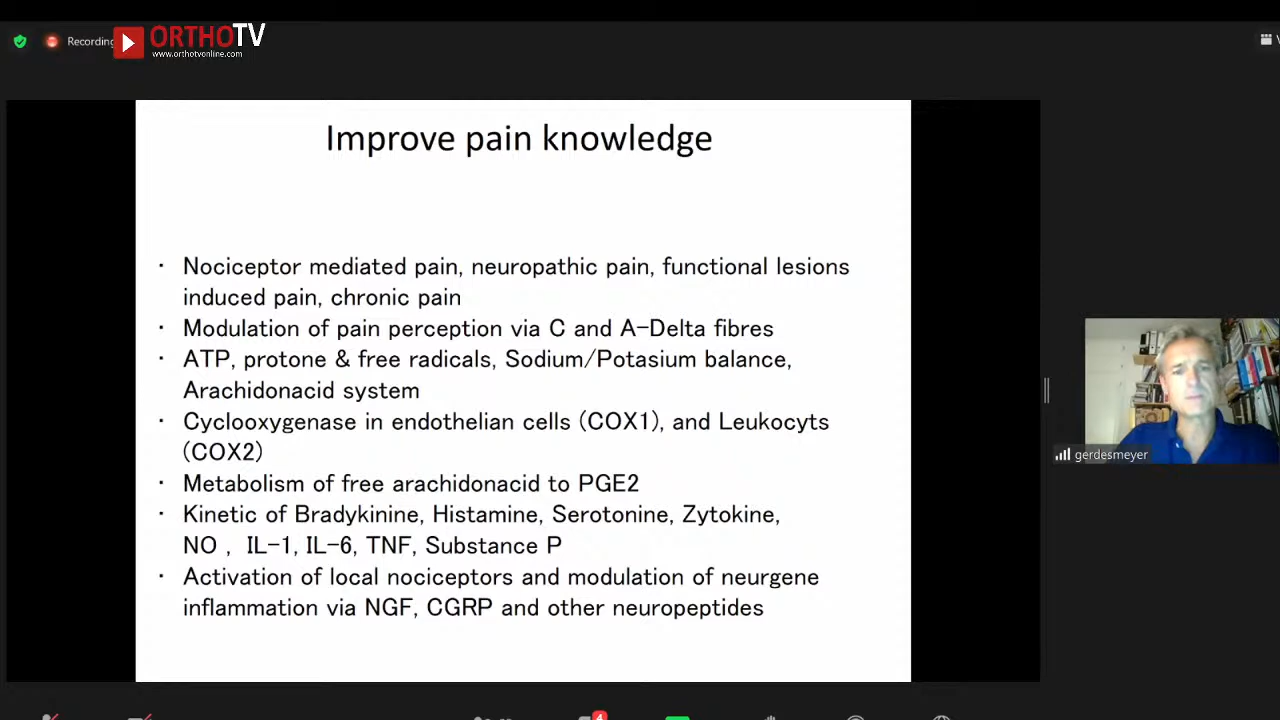 Recording
ORTHOTV
www.orthotvonline.com
Improve pain knowledge
· Nociceptor mediated pain, neuropathic pain, functional lesions
induced pain, chronic pain
· Modulation of pain perception via C and A-Delta fibres
· ATP, protone & free radicals, Sodium/Potasium balance,
Arachidonacid system
· Cyclooxygenase in endothelian cells (COX1), and Leukocyts
(COX2)
· Metabolism of free arachidonacid to PGE2
· Kinetic of Bradykinine, Histamine, Serotonine, Zytokine,
NO , IL-1, IL-6, TNF, Substance P
· Activation of local nociceptors and modulation of neurgene
inflammation via NGF, CGRP and other neuropeptides
gerdesmeyer
4